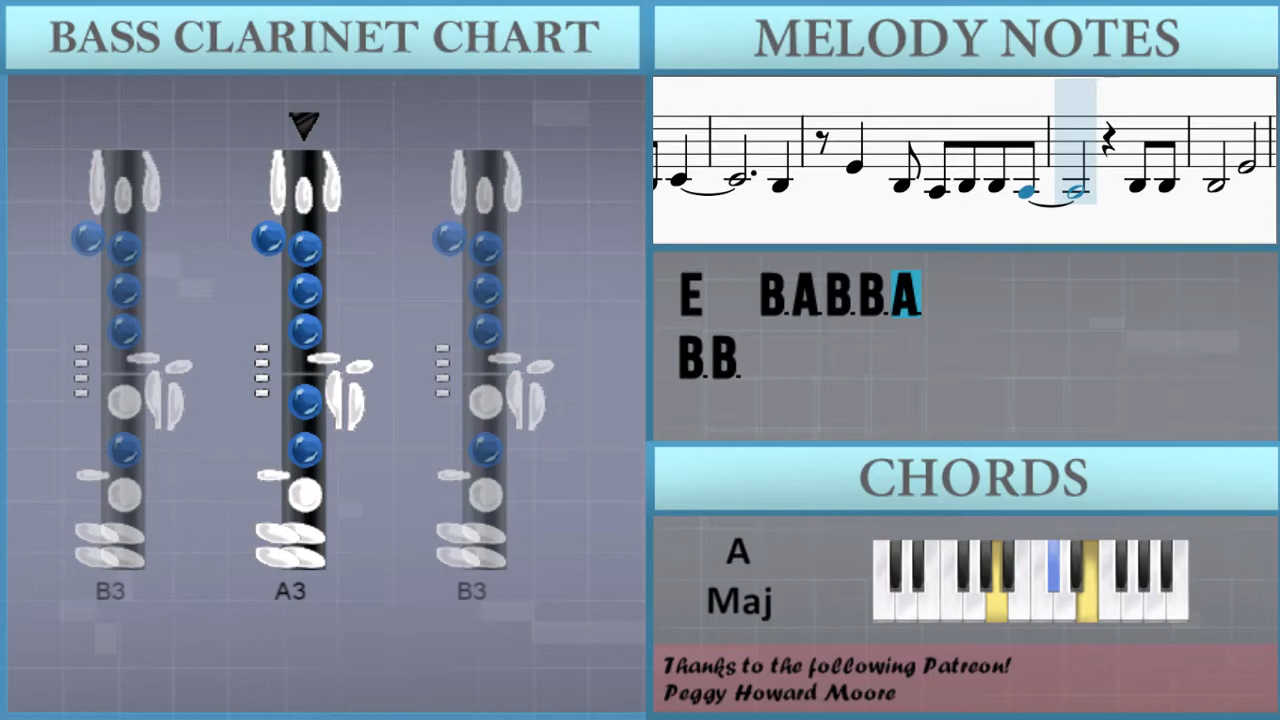 BASS CLARINET CHART
B3
A3
B3
MELODY NOTES
E B.A.B.B.A.
B.B.
CHORDS
A
Maj
Thanks to the following Patreon!
Peggy Howard Moore